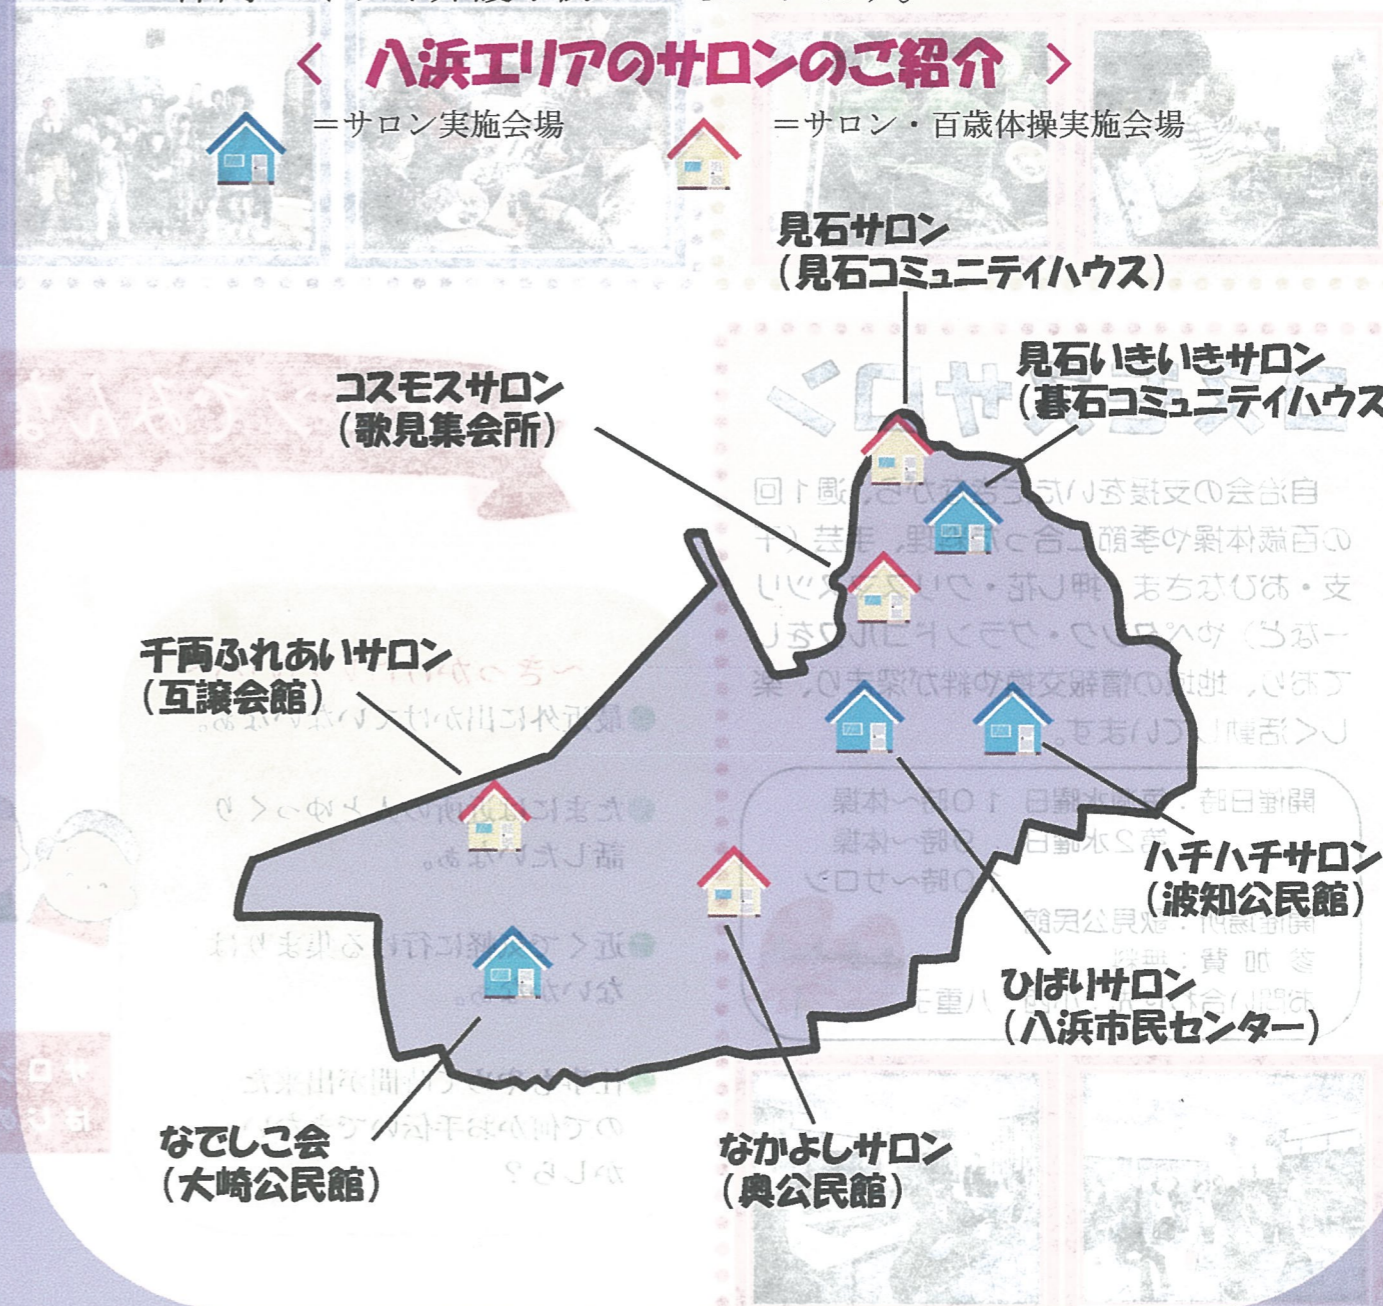 < 八浜エリアのサロンのご紹介 >
＝サロン実施会場
＝サロン・百歳体操実施会場
見石サロン
(見石コミュニティハウス)
見石いきいきサロン
(碁石コミュニティハウス
コスモスサロン
(歌見集会所)
千両ふれあいサロン
(互譲会館)
ハチハチサロン
(波知公民館)
ひばりサロン
(八浜市民センター)
なでしこ会
(大崎公民館)
なかよしサロン
(奥公民館)